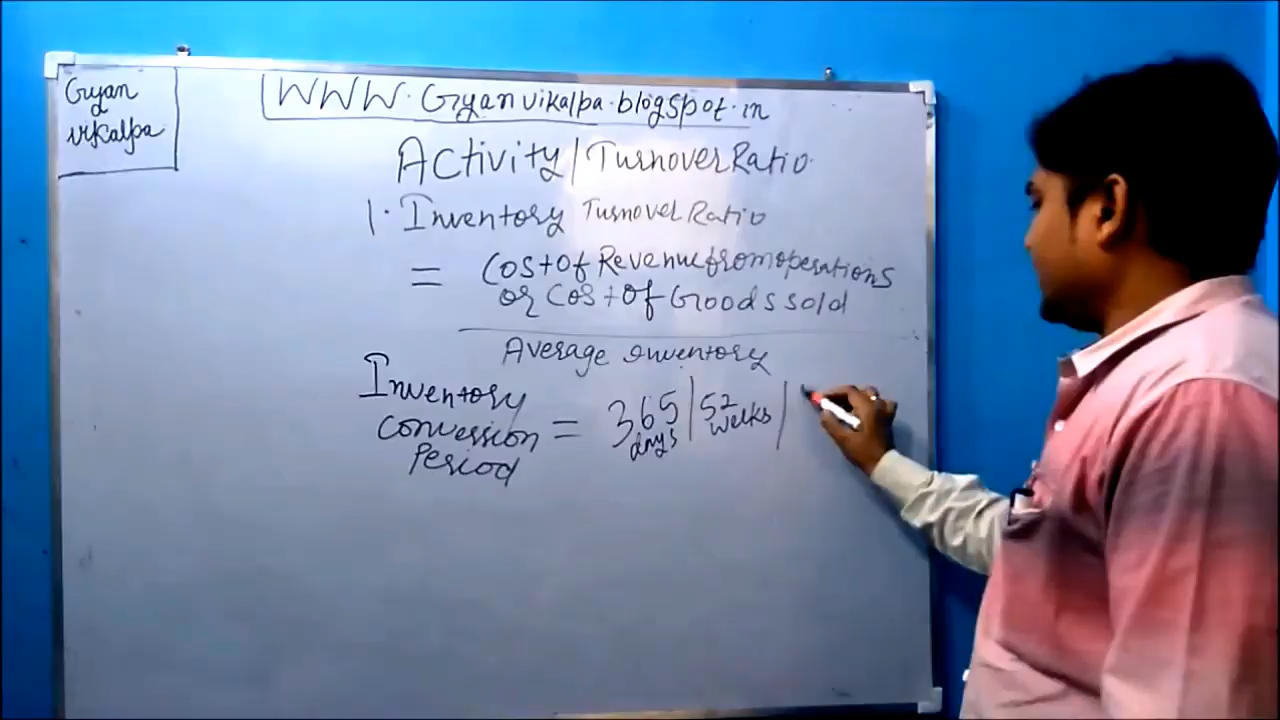 Gyan
vikalpa
WWW.Gyanvikalpa.blogspot.in
Activity/Turnover Ratio
1. Inventory Turnover Ratio
= Cost of Revenue from operations
or Cost of Goods sold
Average inventory
Inventory
Convession
Period
= 365 days | 52 weeks |